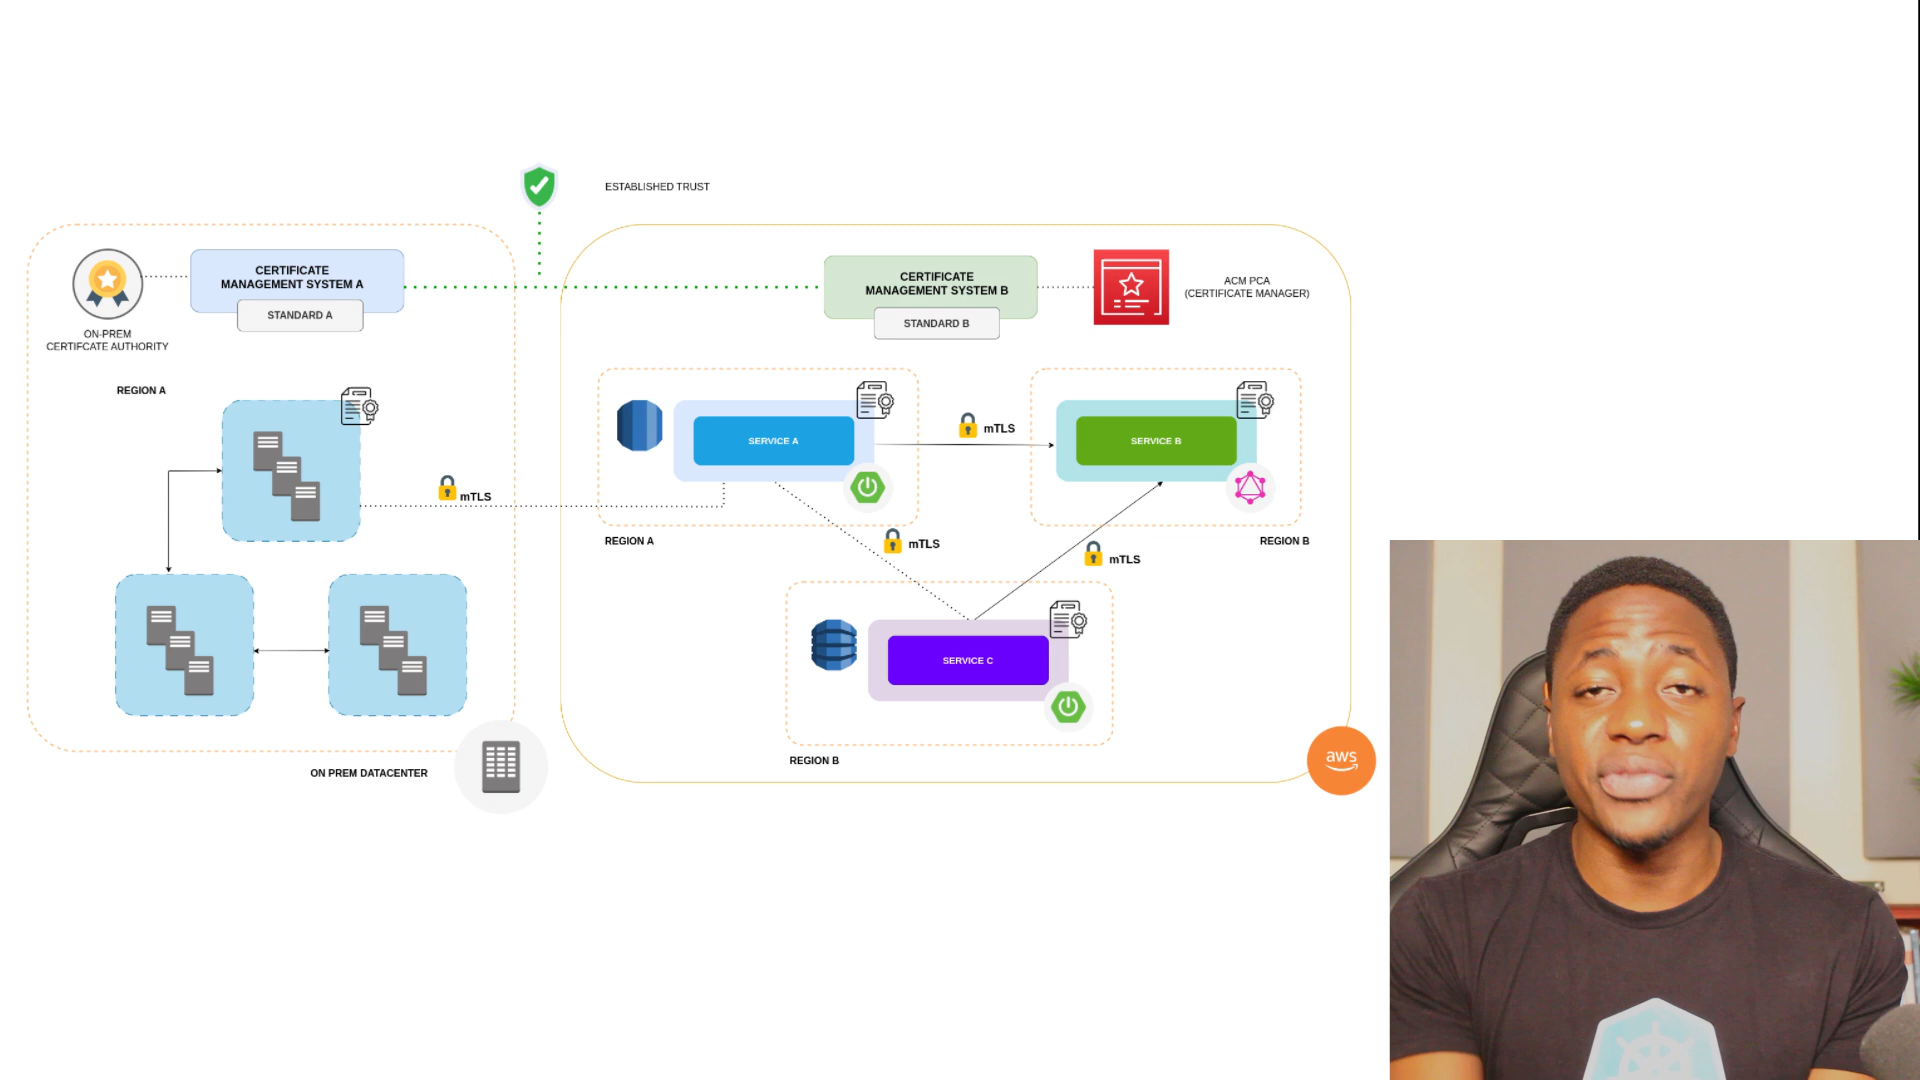 ESTABLISHED TRUST
CERTIFICATE
MANAGEMENT SYSTEM A
STANDARD A
ON-PREM
CERTIFCATE AUTHORITY
REGION A
mTLS
ON PREM DATACENTER
CERTIFICATE
MANAGEMENT SYSTEM B
STANDARD B
ACM PCA
(CERTIFICATE MANAGER)
SERVICE A
mTLS
SERVICE B
REGION A
mTLS
mTLS
REGION B
SERVICE C
REGION B
aws